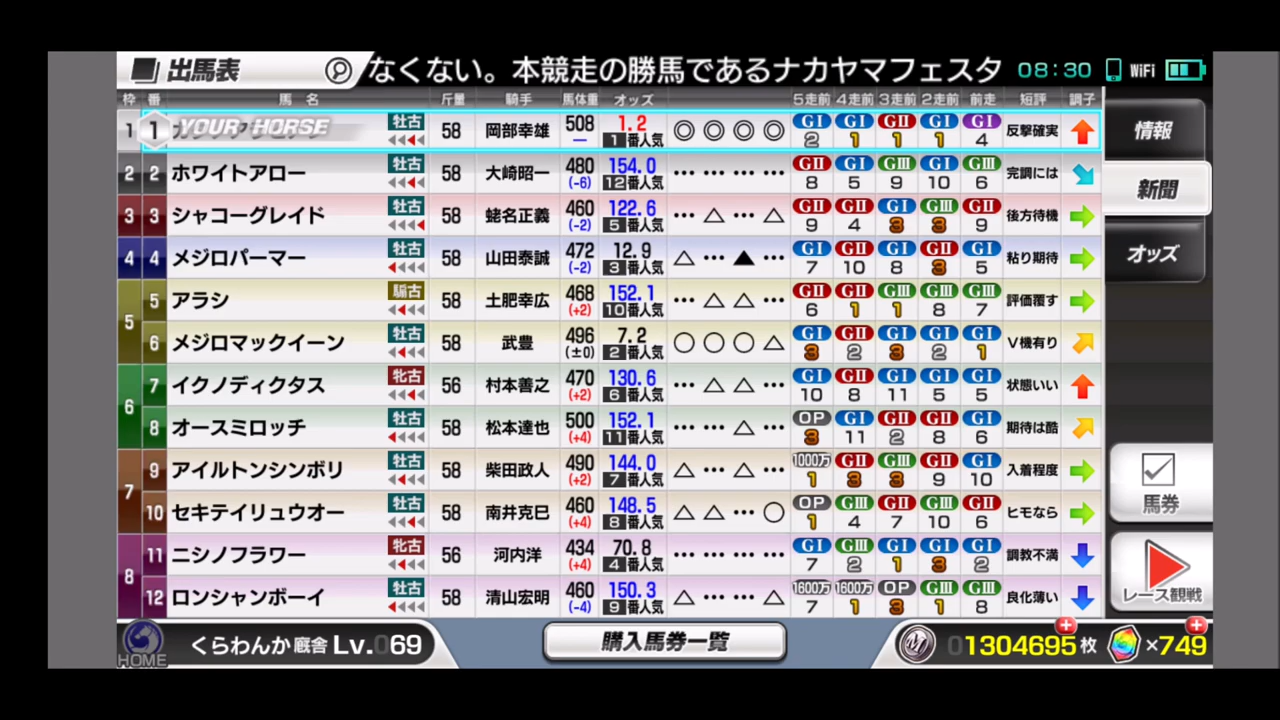 出馬表 なくない。本競走の勝馬であるナカヤマフェスタ 08:30 WiFi
枠 番 馬名 斤量 騎手 馬体重 オッズ 5走前 4走前 3走前 2走前 前走 短評 調子
1 1 YOUR HORSE 牡古 58 岡部幸雄 508 — 1.2 1番人気 ◎ ◎ ◎ ◎ GI 2 GI 1 GII 1 GI 1 GI 4 反撃確実
2 2 ホワイトアロー 牡古 58 大崎昭一 480 (-6) 154.0 12番人気 … … … … GII 8 GI 5 GIII 9 GI 10 GIII 6 完調には
3 3 シャコーグレイド 牡古 58 蛯名正義 460 (-2) 122.6 5番人気 … △ … △ GII 9 GII 4 GI 3 GIII 3 GII 9 後方待機
4 4 メジロパーマー 牡古 58 山田泰誠 472 (-2) 12.9 3番人気 △ … ▲ … GI 7 GII 10 GI 8 GII 3 GI 5 粘り期待
5 5 アラシ 騸古 58 土肥幸広 468 (+2) 152.1 10番人気 … △ △ … GII 6 GII 1 GIII 1 GIII 8 GIII 7 評価覆す
6 メジロマックイーン 牡古 58 武豊 496 (±0) 7.2 2番人気 ○ ○ ○ △ GI 3 GII 2 GI 3 GI 2 GI 1 V機有り
6 7 イクノディクタス 牝古 56 村本善之 470 (+2) 130.6 6番人気 … △ △ … GI 10 GII 8 GI 11 GI 5 GI 5 状態いい
8 オースミロッチ 牡古 58 松本達也 500 (+4) 152.1 11番人気 … … △ … OP 3 GI 11 GII 2 GII 8 GI 6 期待は酷
7 9 アイルトンシンボリ 牡古 58 柴田政人 490 (+2) 144.0 7番人気 △ … △ … 1000万 1 GII 3 GIII 3 GII 9 GI 10 入着程度
10 セキテイリュウオー 牡古 58 南井克巳 460 (+4) 148.5 8番人気 △ △ … ○ OP 1 GIII 4 GII 7 GIII 10 GII 6 ヒモなら
8 11 ニシノフラワー 牝古 56 河内洋 434 (+4) 70.8 4番人気 … … … … GI 7 GIII 2 GI 1 GI 3 GI 2 調教不満
12 ロンシャンボーイ 牡古 58 清山宏明 460 (-4) 150.3 9番人気 △ … … △ 1600万 7 1600万 1 OP 3 GIII 1 GIII 8 良化薄い
情報
新聞
オッズ
馬券
レース観戦
HOME くらわんか厩舎 Lv.069 購入馬券一覧 01304695枚 ×749